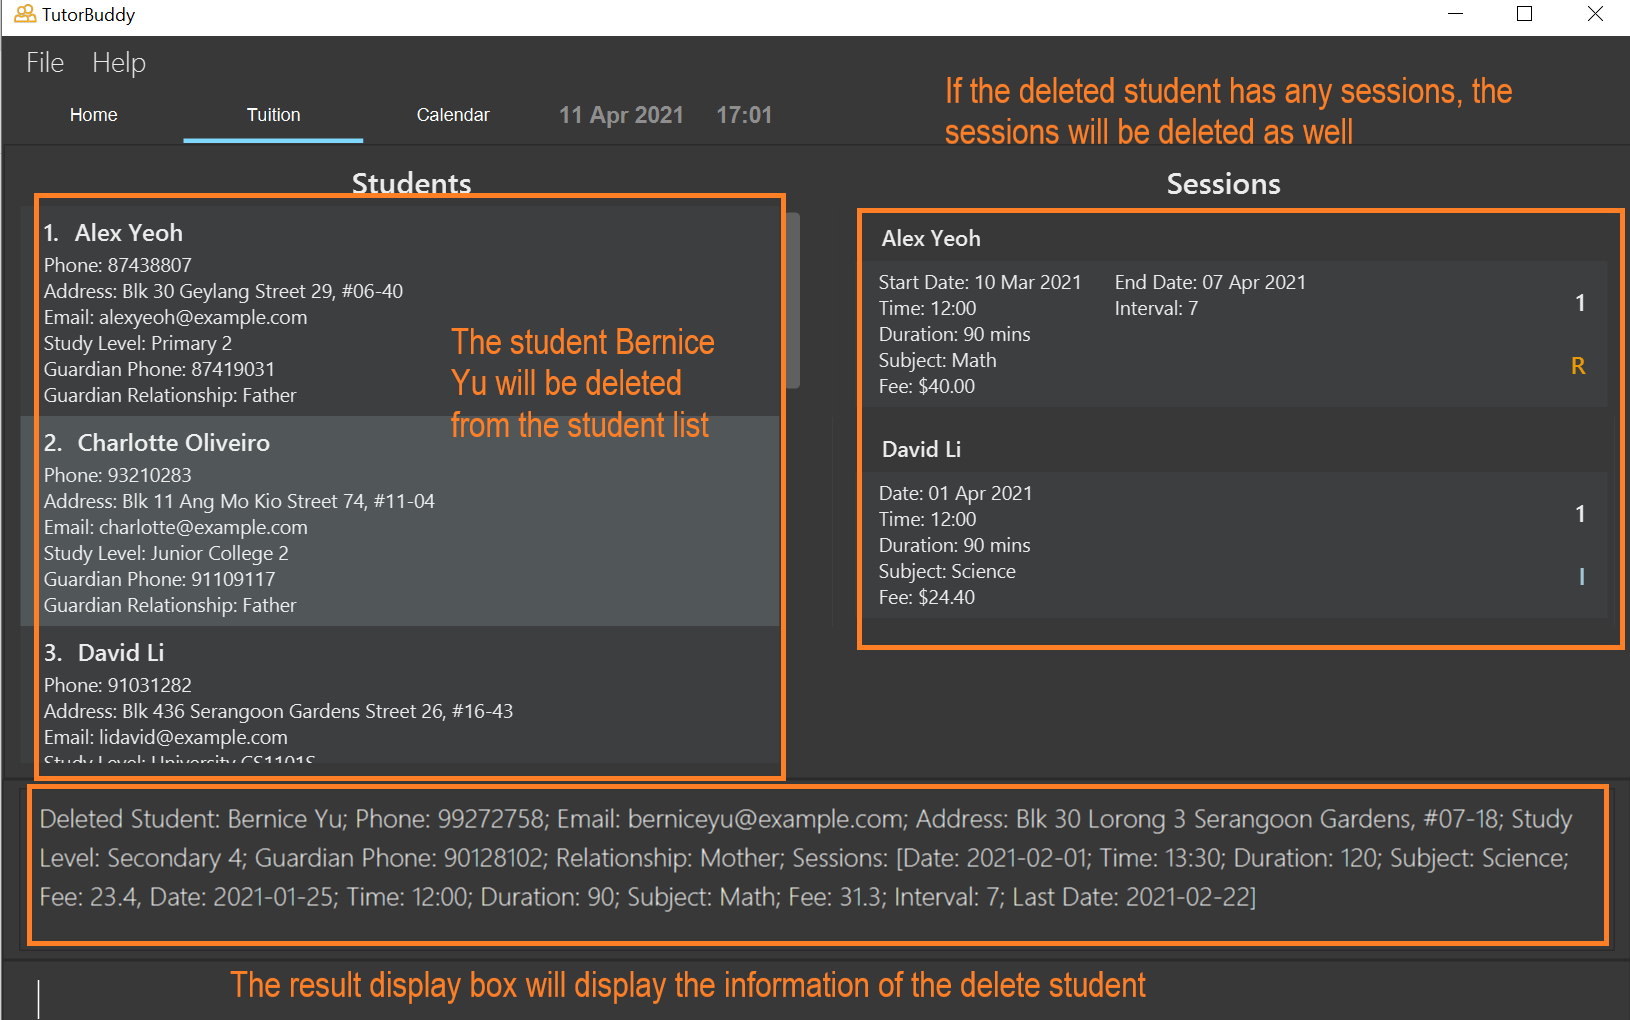 TutorBuddy
File Help
Home Tuition Calendar 11 Apr 2021 17:01
If the deleted student has any sessions, the
sessions will be deleted as well
Students
1. Alex Yeoh
Phone: 87438807
Address: Blk 30 Geylang Street 29, #06-40
Email: alexyeoh@example.com
Study Level: Primary 2
Guardian Phone: 87419031
Guardian Relationship: Father
The student Bernice
Yu will be deleted
from the student list
2. Charlotte Oliveiro
Phone: 93210283
Address: Blk 11 Ang Mo Kio Street 74, #11-04
Email: charlotte@example.com
Study Level: Junior College 2
Guardian Phone: 91109117
Guardian Relationship: Father
3. David Li
Phone: 91031282
Address: Blk 436 Serangoon Gardens Street 26, #16-43
Email: lidavid@example.com
Study Level: University CS1101S
Sessions
Alex Yeoh
Start Date: 10 Mar 2021 End Date: 07 Apr 2021
Time: 12:00 Interval: 7
1
Duration: 90 mins
Subject: Math
R
Fee: $40.00
David Li
Date: 01 Apr 2021
Time: 12:00
1
Duration: 90 mins
Subject: Science
I
Fee: $24.40
Deleted Student: Bernice Yu; Phone: 99272758; Email: berniceyu@example.com; Address: Blk 30 Lorong 3 Serangoon Gardens, #07-18; Study
Level: Secondary 4; Guardian Phone: 90128102; Relationship: Mother; Sessions: [Date: 2021-02-01; Time: 13:30; Duration: 120; Subject: Science;
Fee: 23.4, Date: 2021-01-25; Time: 12:00; Duration: 90; Subject: Math; Fee: 31.3; Interval: 7; Last Date: 2021-02-22]
The result display box will display the information of the delete student